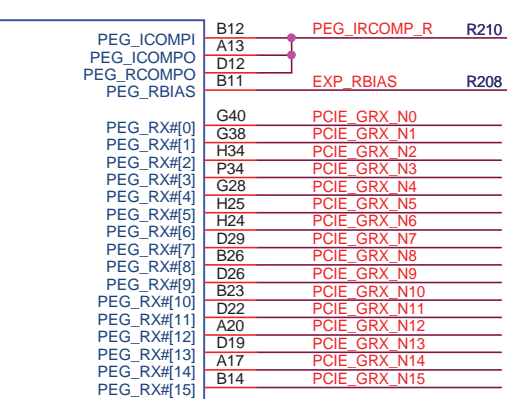 PEG_ICOMPI B12 PEG_IRCOMP_R R210
PEG_ICOMPO A13
PEG_RCOMPO D12
PEG_RBIAS B11 EXP_RBIAS R208
PEG_RX#[0] G40 PCIE_GRX_N0
PEG_RX#[1] G38 PCIE_GRX_N1
PEG_RX#[2] H34 PCIE_GRX_N2
PEG_RX#[3] P34 PCIE_GRX_N3
PEG_RX#[4] G28 PCIE_GRX_N4
PEG_RX#[5] H25 PCIE_GRX_N5
PEG_RX#[6] H24 PCIE_GRX_N6
PEG_RX#[7] D29 PCIE_GRX_N7
PEG_RX#[8] B26 PCIE_GRX_N8
PEG_RX#[9] D26 PCIE_GRX_N9
PEG_RX#[10] B23 PCIE_GRX_N10
PEG_RX#[11] D22 PCIE_GRX_N11
PEG_RX#[12] A20 PCIE_GRX_N12
PEG_RX#[13] D19 PCIE_GRX_N13
PEG_RX#[14] A17 PCIE_GRX_N14
PEG_RX#[15] B14 PCIE_GRX_N15